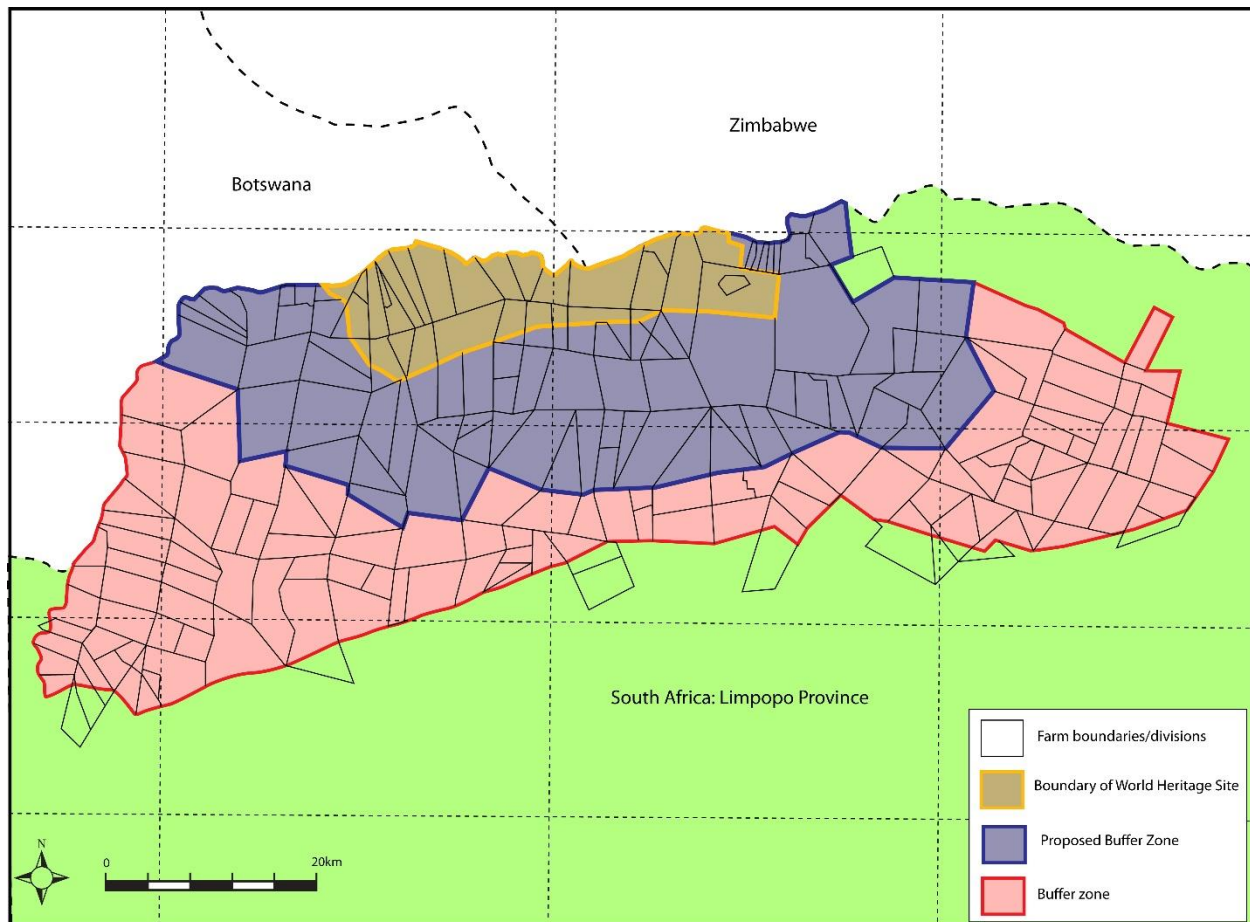 Zimbabwe
Botswana
South Africa: Limpopo Province
Farm boundaries/divisions
Boundary of World Heritage Site
Proposed Buffer Zone
Buffer zone
N
0 20km